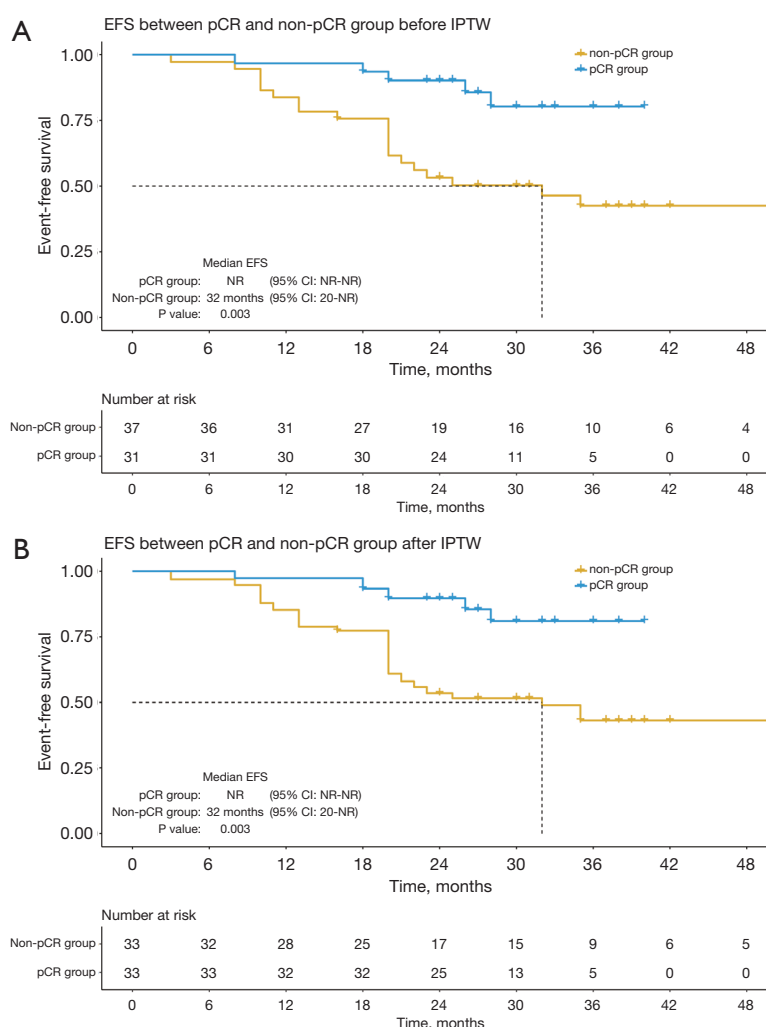 A
EFS between pCR and non-pCR group before IPTW
1.00
0.75
0.50
0.25
0.00
Event-free survival
non-pCR group
pCR group
Median EFS
pCR group: NR (95% CI: NR-NR)
Non-pCR group: 32 months (95% CI: 20-NR)
P value: 0.003
0 6 12 18 24 30 36 42 48
Time, months
Number at risk
Non-pCR group 37 36 31 27 19 16 10 6 4
pCR group 31 31 30 30 24 11 5 0 0
0 6 12 18 24 30 36 42 48
Time, months
B
EFS between pCR and non-pCR group after IPTW
1.00
0.75
0.50
0.25
0.00
Event-free survival
non-pCR group
pCR group
Median EFS
pCR group: NR (95% CI: NR-NR)
Non-pCR group: 32 months (95% CI: 20-NR)
P value: 0.003
0 6 12 18 24 30 36 42 48
Time, months
Number at risk
Non-pCR group 33 32 28 25 17 15 9 6 5
pCR group 33 33 32 32 25 13 5 0 0
0 6 12 18 24 30 36 42 48
Time, months